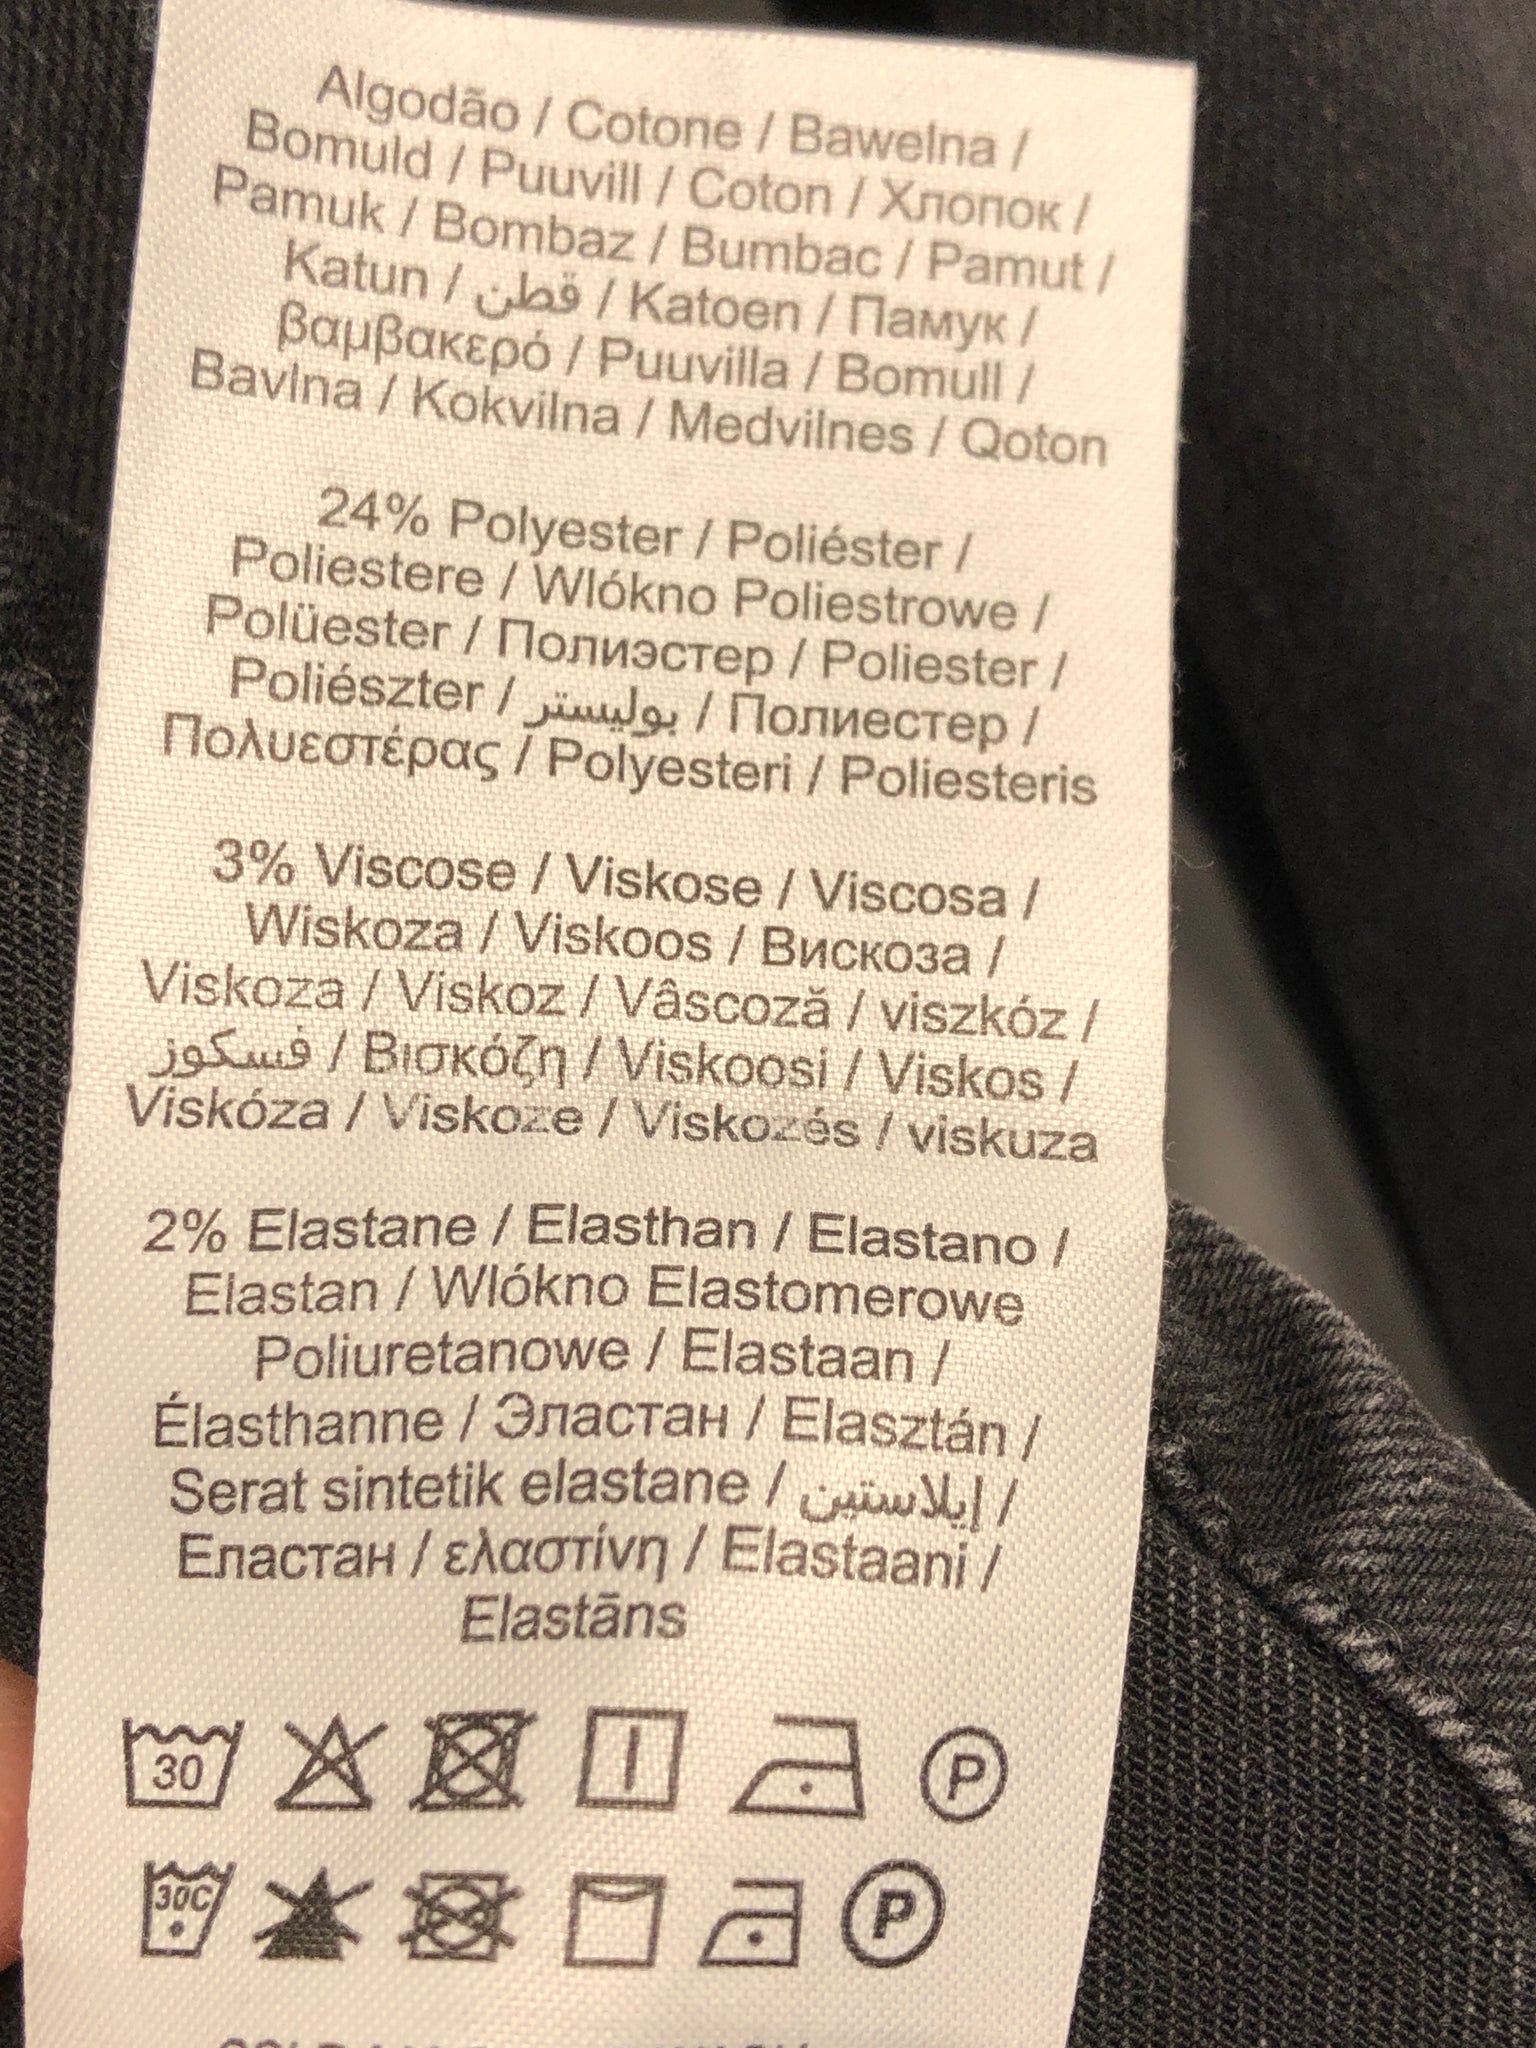 Algodão / Cotone / Bawelna /
Bomuld / Puuvill / Coton / Хлопок /
Pamuk / Bombaz / Bumbac / Pamut /
Katun / قطن / Katoen / Памук /
βαμβακερό / Puuvilla / Bomull /
Bavlna / Kokvilna / Medvilnes / Qoton
24% Polyester / Poliéster /
Poliestere / Wlókno Poliestrowe /
Polüester / Полиэстер / Poliester /
Poliészter / بوليستر / Полиестер /
Πολυεστέρας / Polyesteri / Poliesteris
3% Viscose / Viskose / Viscosa /
Wiskoza / Viskoos / Вискоза /
Viskoza / Viskoz / Vâscoză / viszkóz /
فسكوز / Βισκόζη / Viskoosi / Viskos /
Viskóza / Viskoze / Viskozés / viskuza
2% Elastane / Elasthan / Elastano /
Elastan / Wlókno Elastomerowe
Poliuretanowe / Elastaan /
Élasthanne / Эластан / Elasztán /
Serat sintetik elastane / إيلاستين /
Еластан / ελαστίνη / Elastaani /
Elastāns
30 P
30C P